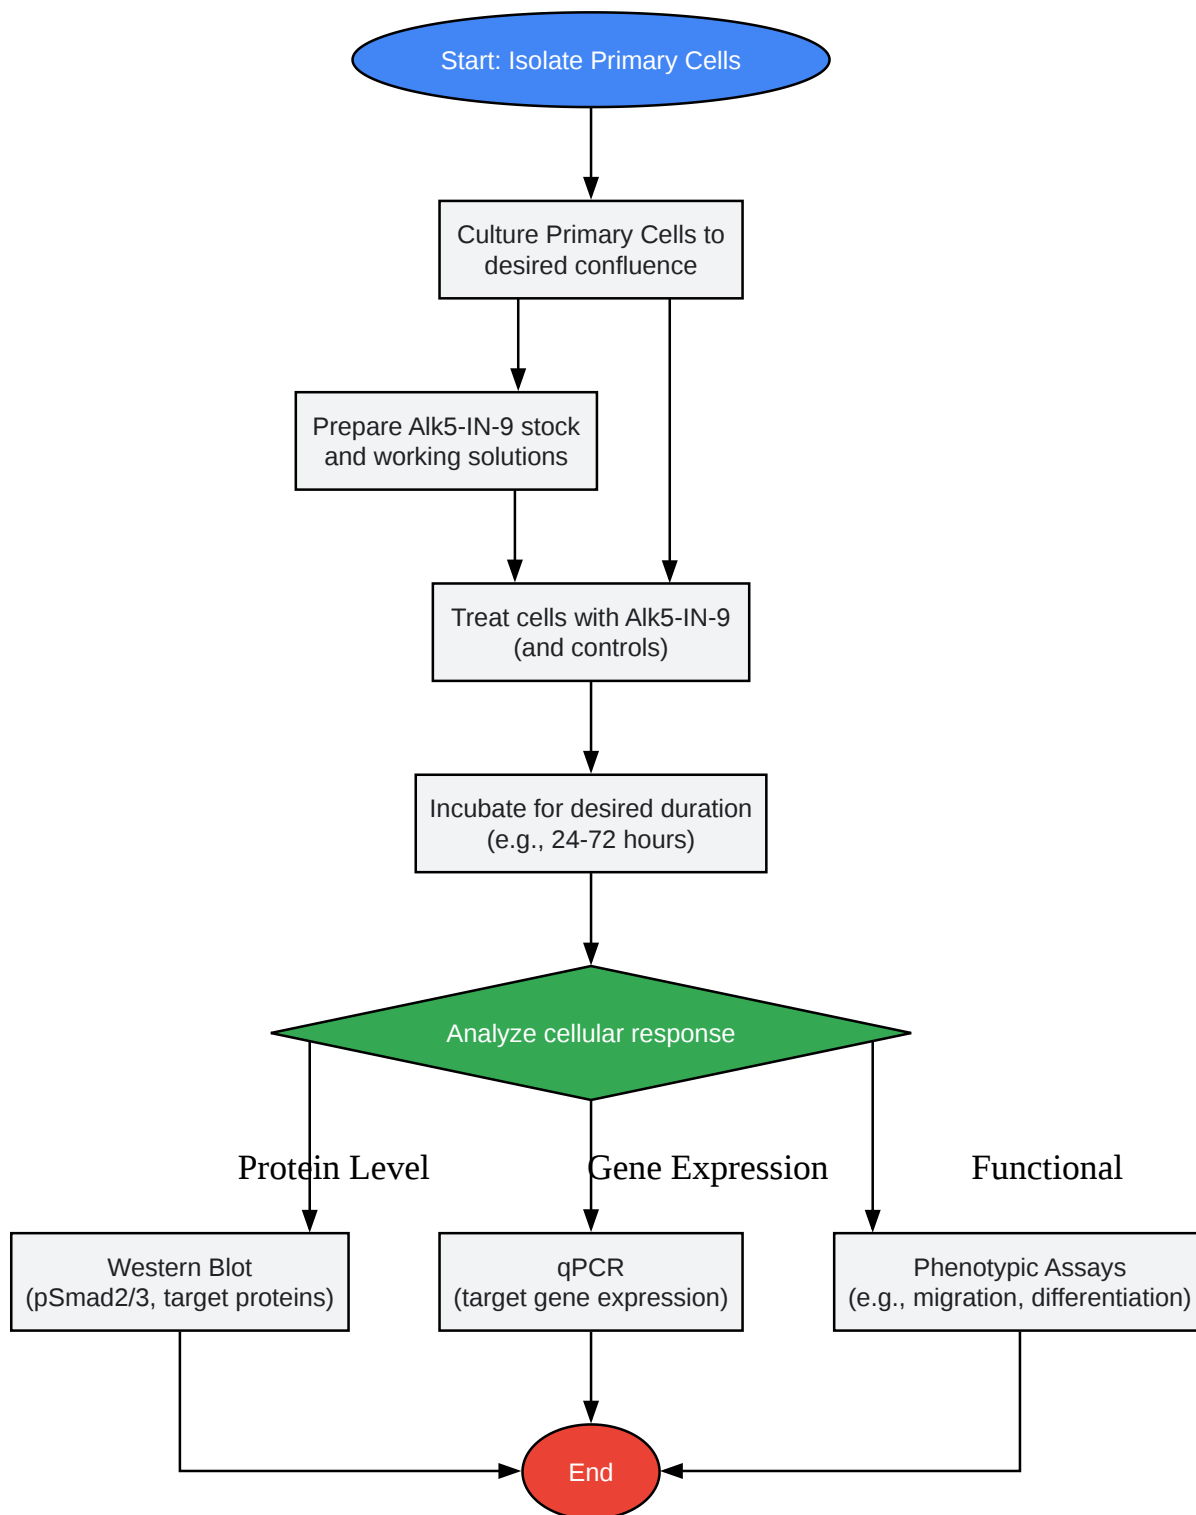 Start: Isolate Primary Cells
Culture Primary Cells to
desired confluence
Prepare Alk5-IN-9 stock
and working solutions
Treat cells with Alk5-IN-9
(and controls)
Incubate for desired duration
(e.g., 24-72 hours)
Analyze cellular response
Protein Level
Gene Expression
Functional
Western Blot
(pSmad2/3, target proteins)
qPCR
(target gene expression)
Phenotypic Assays
(e.g., migration, differentiation)
End